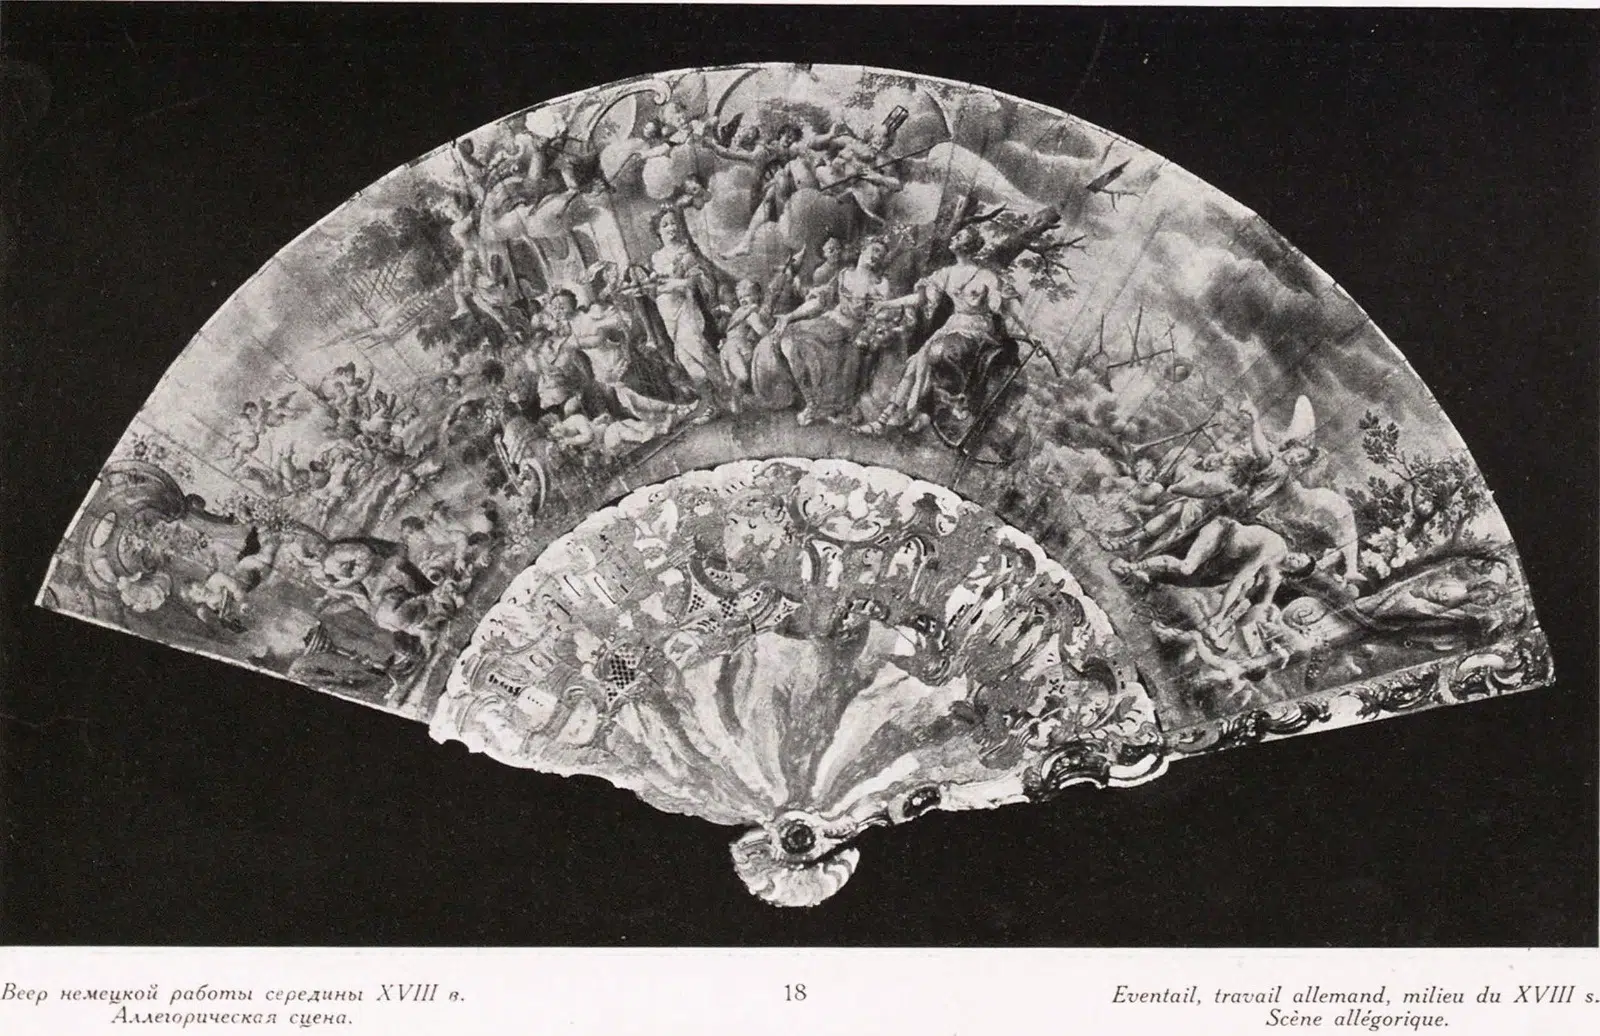 Веер немецкой работы середины XVIII в.
Аллегорическая сцена.
18
Eventail, travail allemand, milieu du XVIII s.
Scène allégorique.